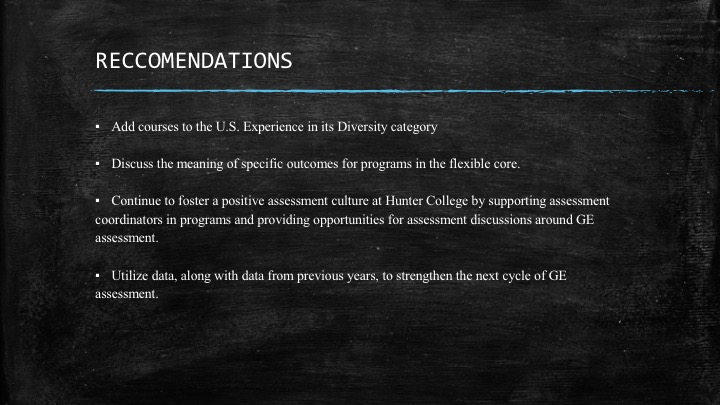 RECCOMENDATIONS
▪ Add courses to the U.S. Experience in its Diversity category
▪ Discuss the meaning of specific outcomes for programs in the flexible core.
▪ Continue to foster a positive assessment culture at Hunter College by supporting assessment
coordinators in programs and providing opportunities for assessment discussions around GE
assessment.
▪ Utilize data, along with data from previous years, to strengthen the next cycle of GE
assessment.